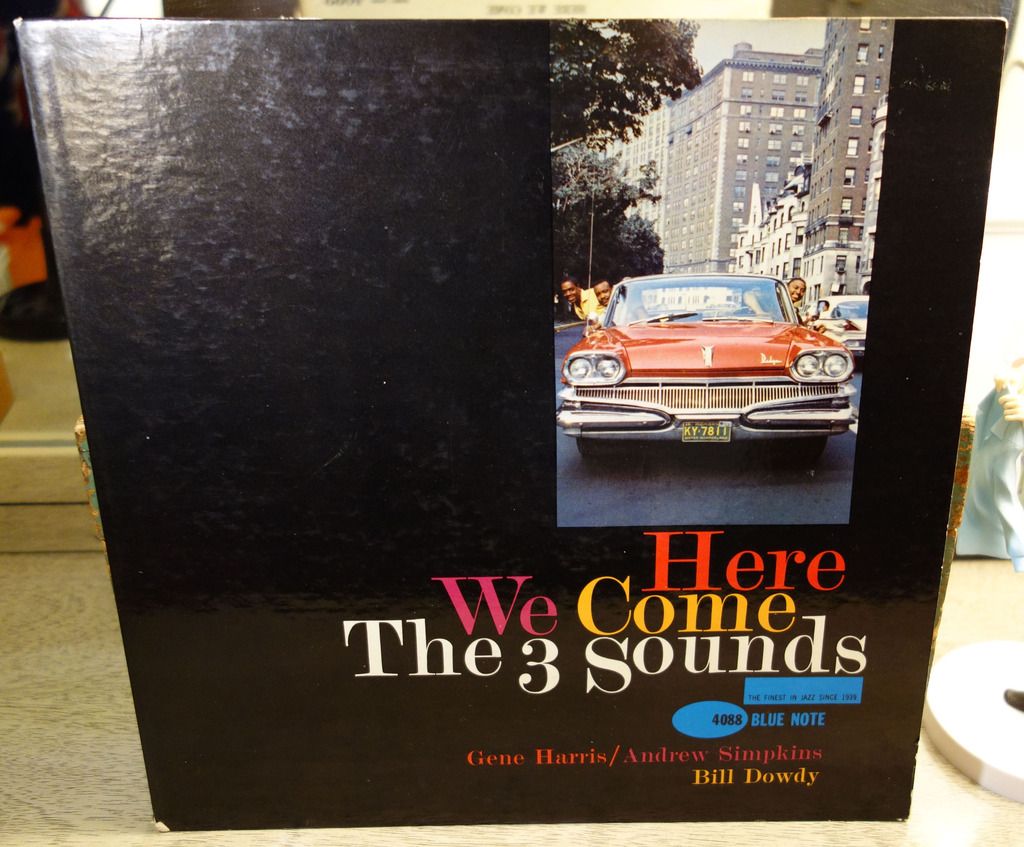 Dodge
KY·7811
Here
We Come
The 3 Sounds
THE FINEST IN JAZZ SINCE 1939
4088 BLUE NOTE
Gene Harris/Andrew Simpkins
Bill Dowdy